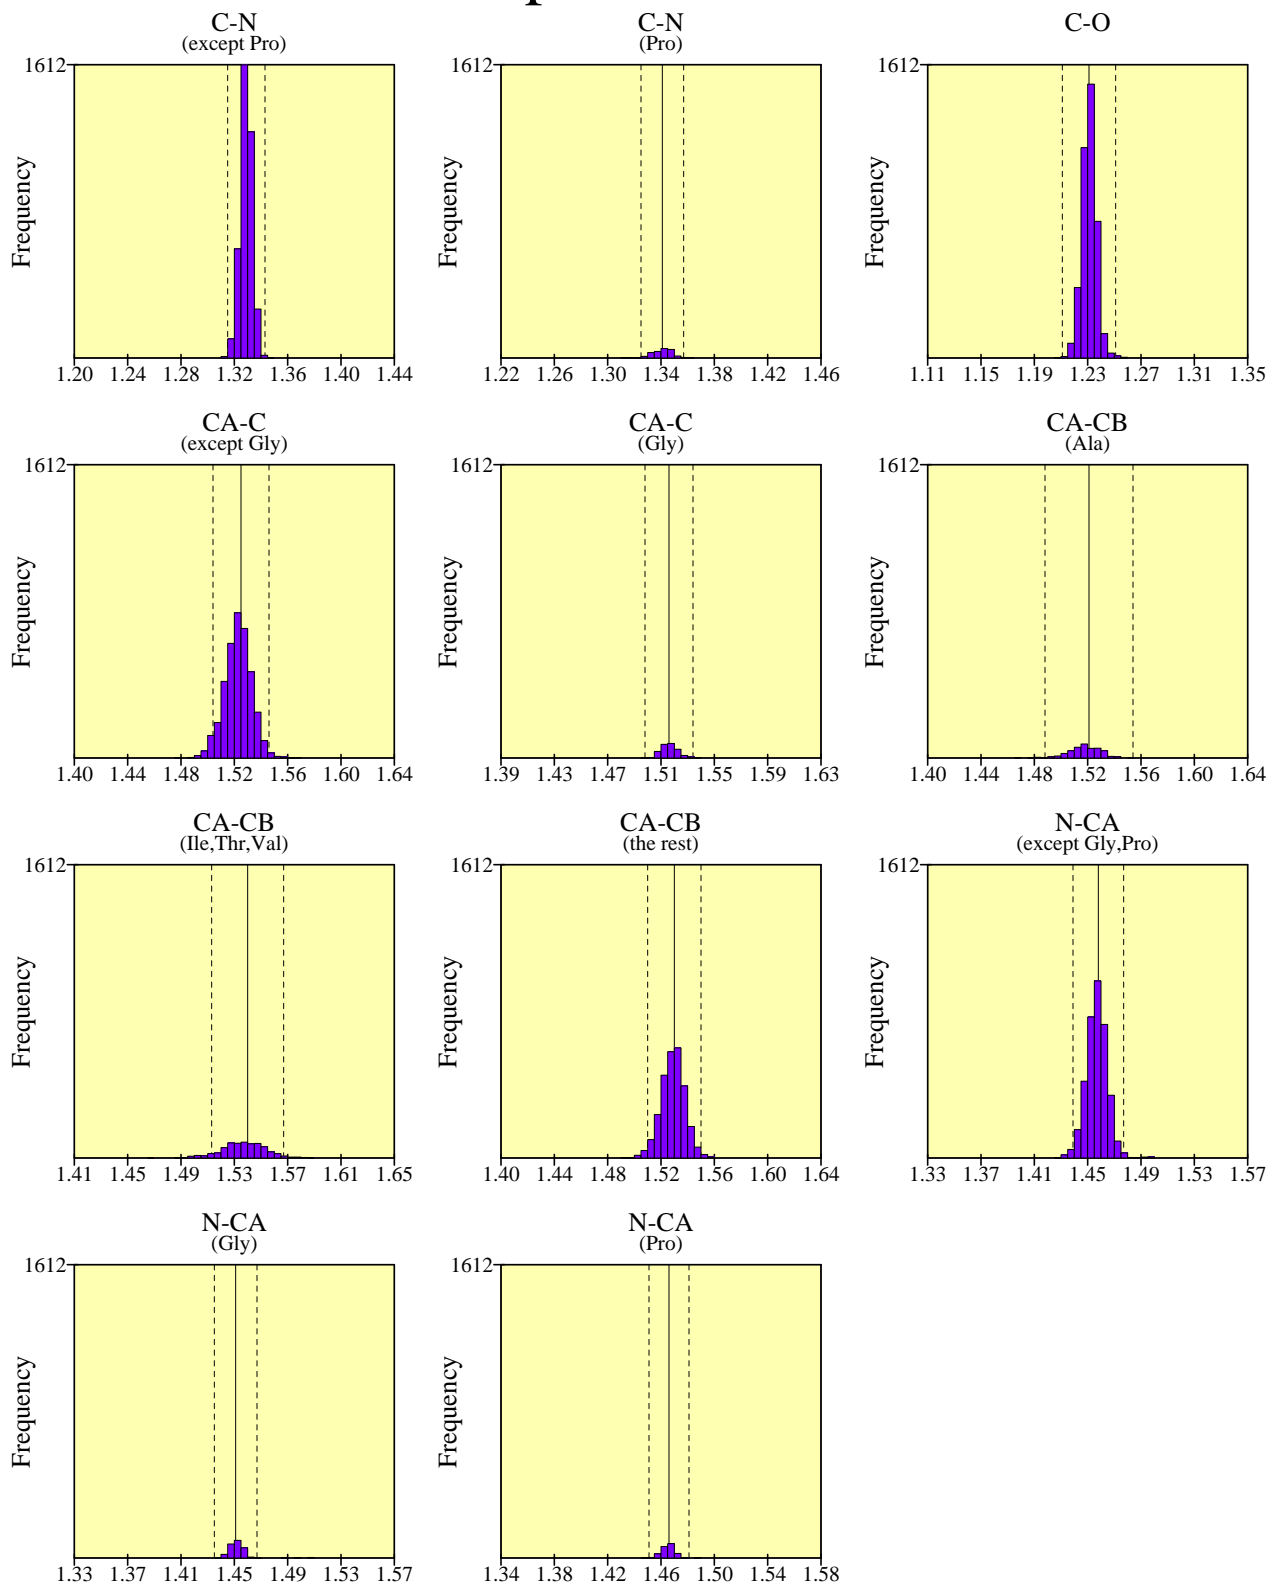 C-N C-N C-O
(except Pro) (Pro)
1612 1612 1612
Frequency Frequency Frequency
1.20 1.24 1.28 1.32 1.36 1.40 1.44 1.22 1.26 1.30 1.34 1.38 1.42 1.46 1.11 1.15 1.19 1.23 1.27 1.31 1.35
CA-C CA-C CA-CB
(except Gly) (Gly) (Ala)
1612 1612 1612
Frequency Frequency Frequency
1.40 1.44 1.48 1.52 1.56 1.60 1.64 1.39 1.43 1.47 1.51 1.55 1.59 1.63 1.40 1.44 1.48 1.52 1.56 1.60 1.64
CA-CB CA-CB N-CA
(Ile,Thr,Val) (the rest) (except Gly,Pro)
1612 1612 1612
Frequency Frequency Frequency
1.41 1.45 1.49 1.53 1.57 1.61 1.65 1.40 1.44 1.48 1.52 1.56 1.60 1.64 1.33 1.37 1.41 1.45 1.49 1.53 1.57
N-CA N-CA
(Gly) (Pro)
1612 1612
Frequency Frequency
1.33 1.37 1.41 1.45 1.49 1.53 1.57 1.34 1.38 1.42 1.46 1.50 1.54 1.58